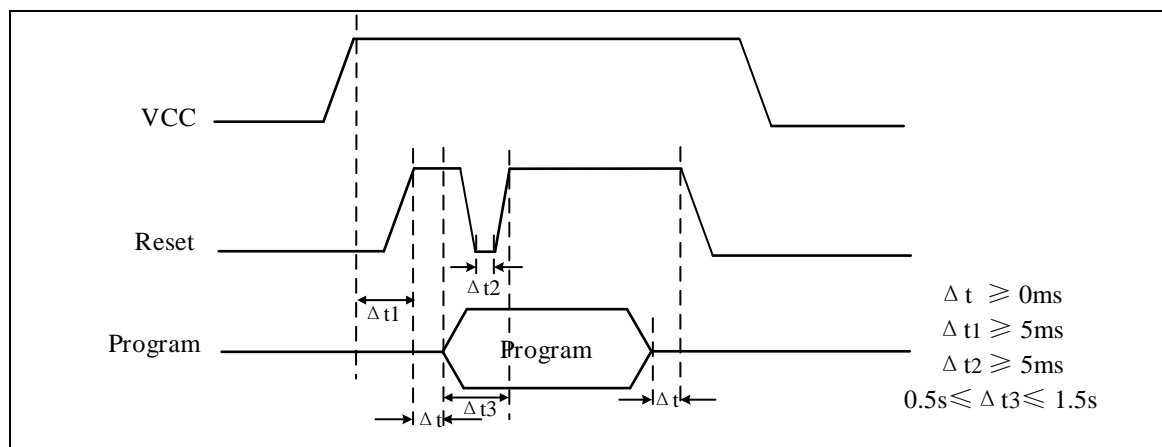 VCC
Reset
Δt2
Δt1
Program
Program
Δt
Δt3
Δt
Δt ≥ 0ms
Δt1 ≥ 5ms
Δt2 ≥ 5ms
0.5s ≤ Δt3 ≤ 1.5s